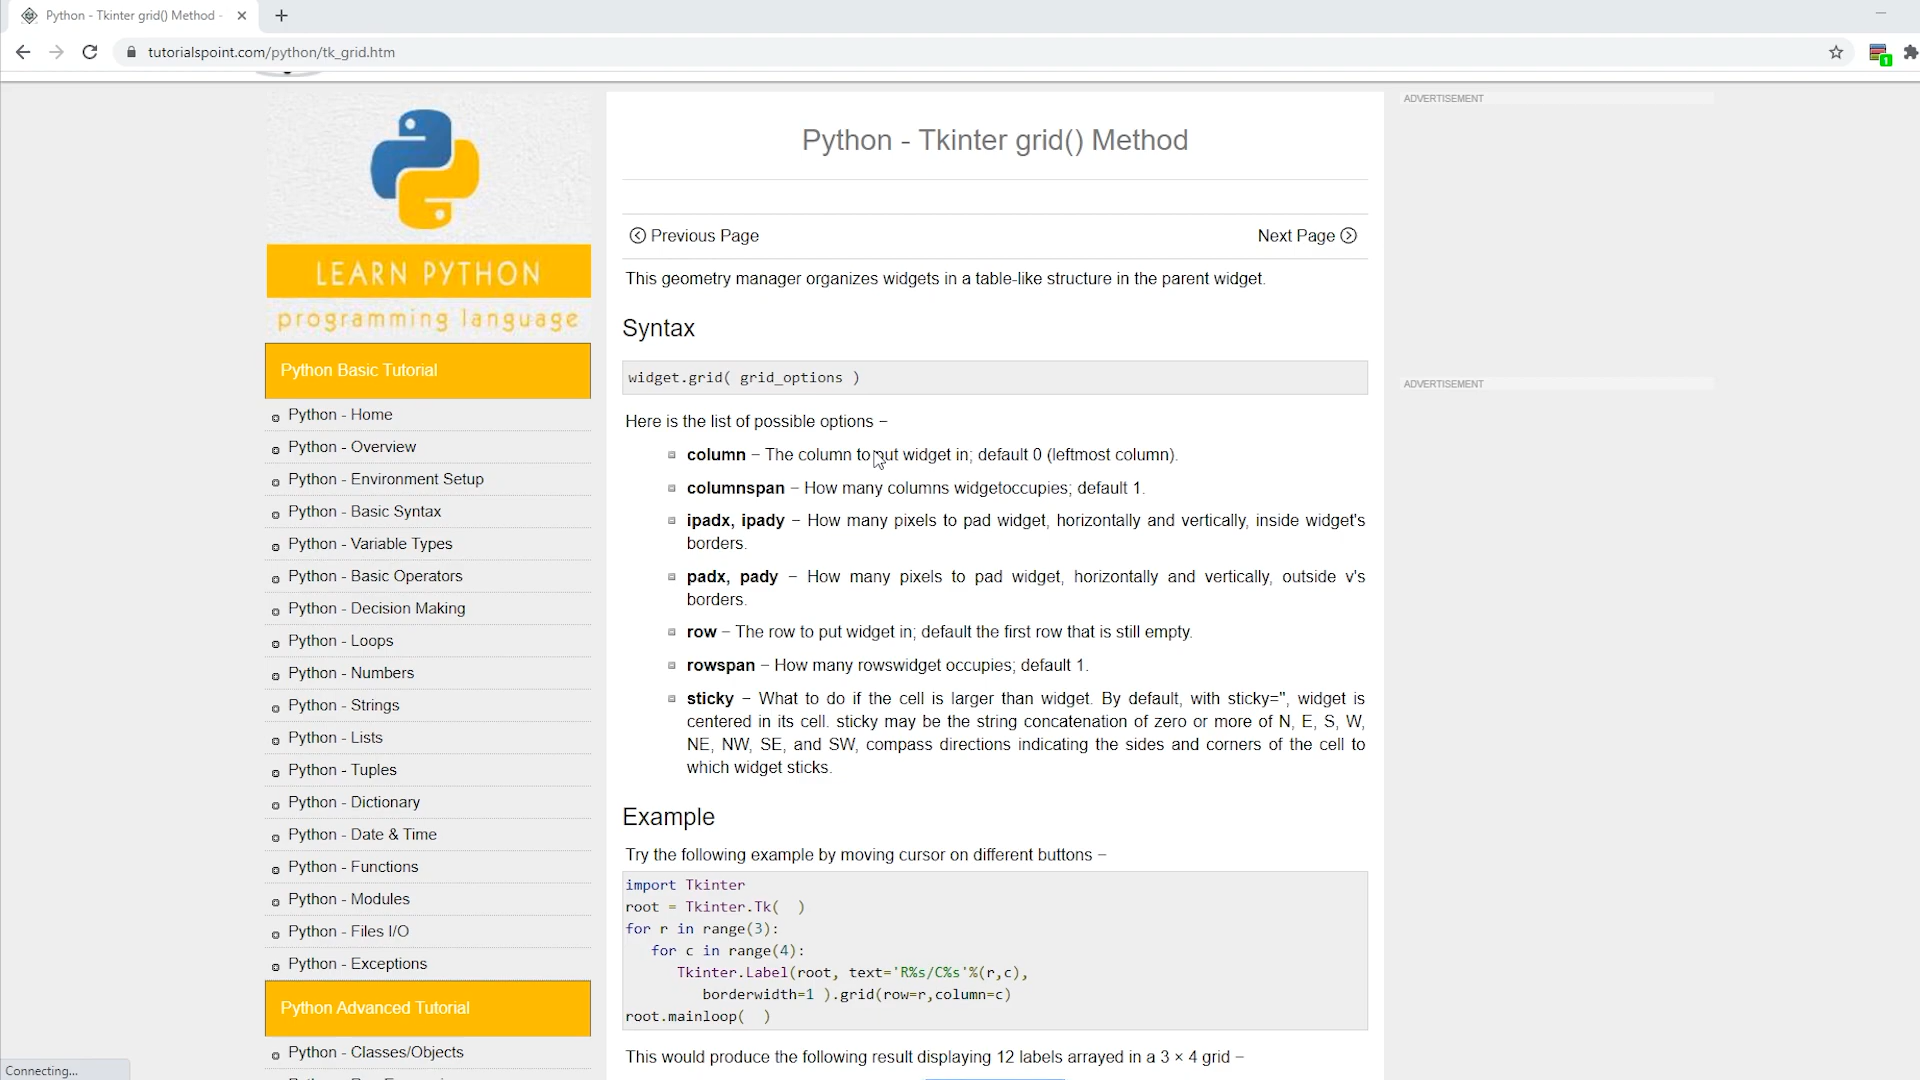 Python - Tkinter grid() Method -
tutorialspoint.com/python/tk_grid.htm
1
LEARN PYTHON
programming language
Python Basic Tutorial
Python - Home
Python - Overview
Python - Environment Setup
Python - Basic Syntax
Python - Variable Types
Python - Basic Operators
Python - Decision Making
Python - Loops
Python - Numbers
Python - Strings
Python - Lists
Python - Tuples
Python - Dictionary
Python - Date & Time
Python - Functions
Python - Modules
Python - Files I/O
Python - Exceptions
Python Advanced Tutorial
Python - Classes/Objects
Connecting...
Python - Tkinter grid() Method
Previous Page
Next Page
This geometry manager organizes widgets in a table-like structure in the parent widget.
Syntax
widget.grid( grid_options )
Here is the list of possible options −
column − The column to put widget in; default 0 (leftmost column).
columnspan − How many columns widgetoccupies; default 1.
ipadx, ipady − How many pixels to pad widget, horizontally and vertically, inside widget's
borders.
padx, pady − How many pixels to pad widget, horizontally and vertically, outside v's
borders.
row − The row to put widget in; default the first row that is still empty.
rowspan − How many rowswidget occupies; default 1.
sticky − What to do if the cell is larger than widget. By default, with sticky='', widget is
centered in its cell. sticky may be the string concatenation of zero or more of N, E, S, W,
NE, NW, SE, and SW, compass directions indicating the sides and corners of the cell to
which widget sticks.
Example
Try the following example by moving cursor on different buttons −
import Tkinter
root = Tkinter.Tk(  )
for r in range(3):
   for c in range(4):
      Tkinter.Label(root, text='R%s/C%s'%(r,c),
         borderwidth=1 ).grid(row=r,column=c)
root.mainloop(  )
This would produce the following result displaying 12 labels arrayed in a 3 × 4 grid −
ADVERTISEMENT
ADVERTISEMENT